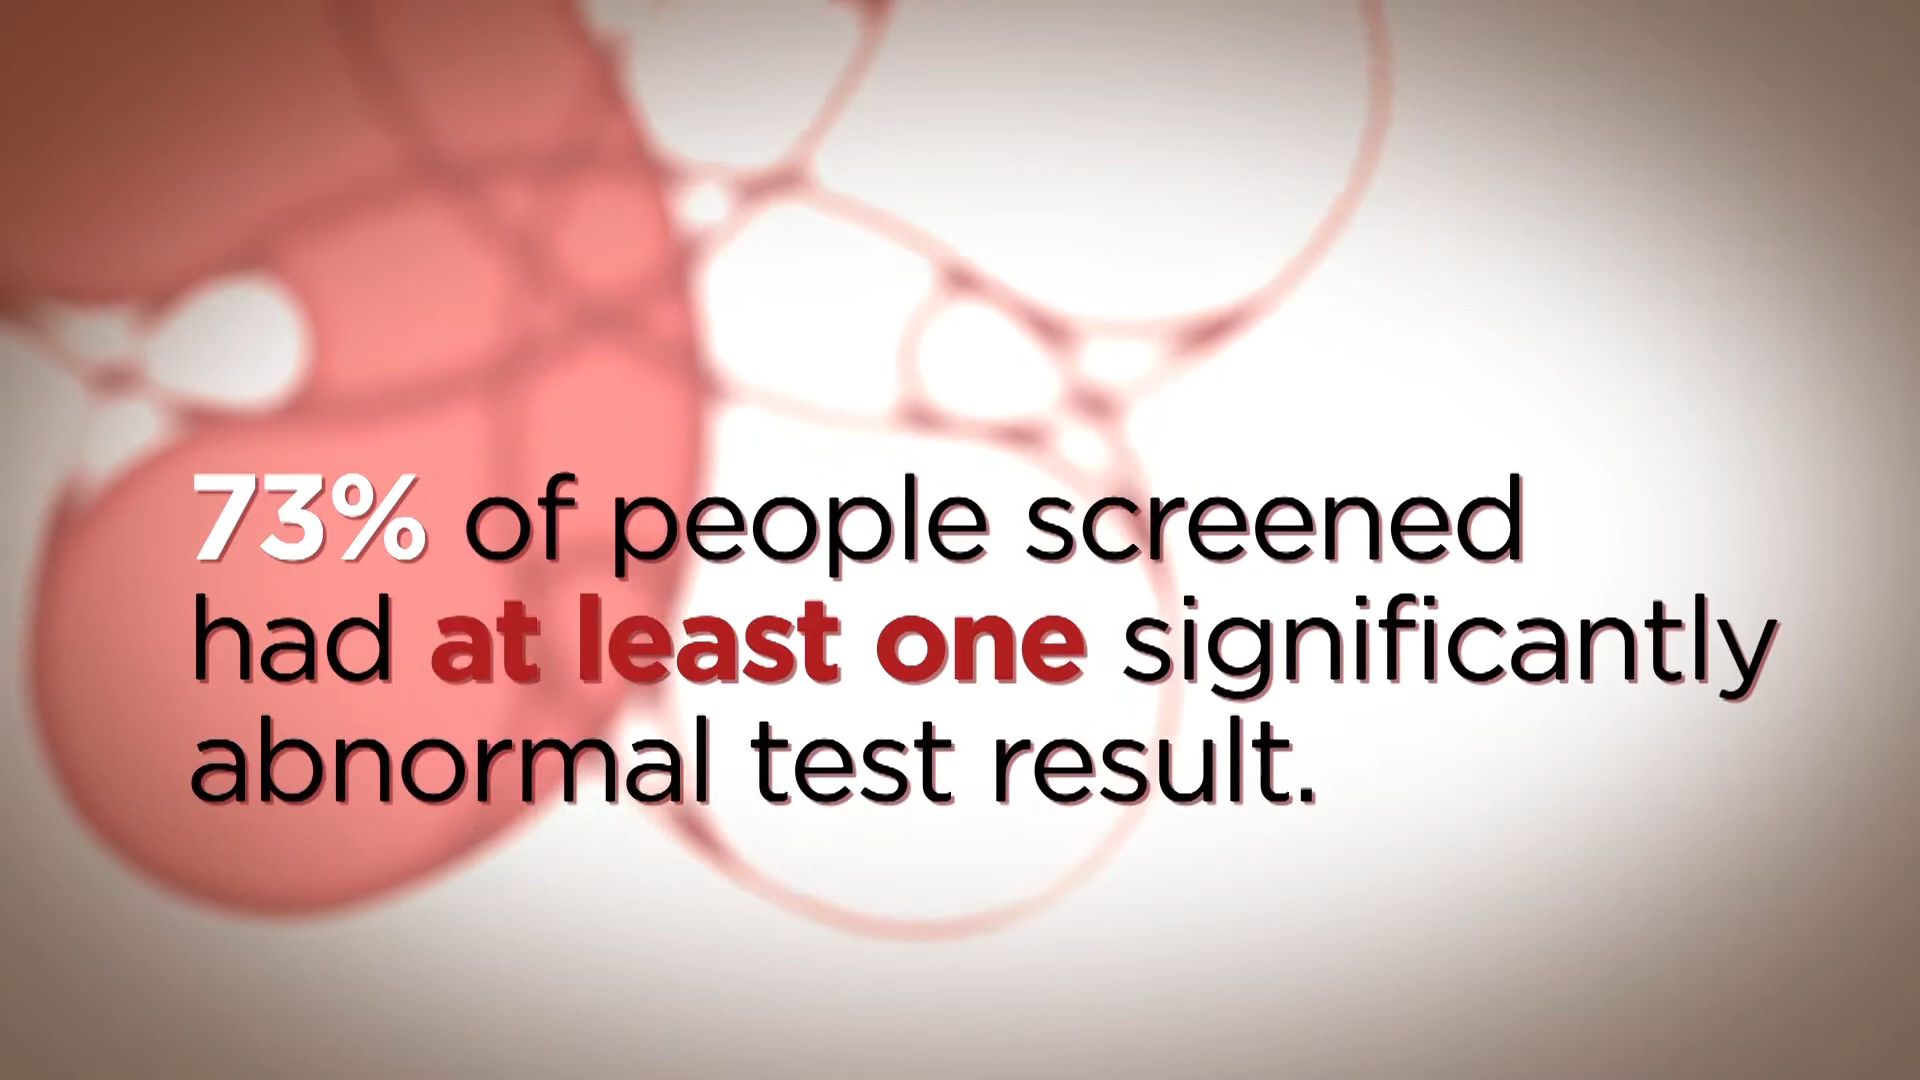 73% of people screened
had at least one significantly
abnormal test result.